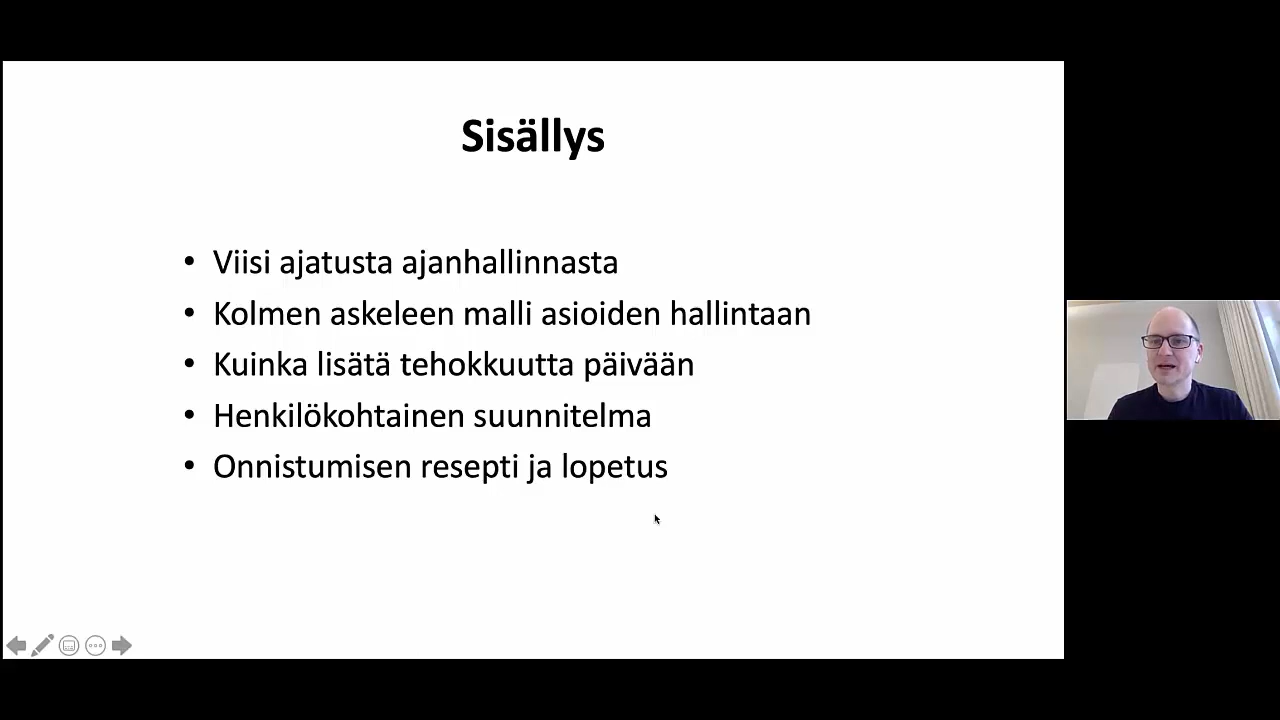 Sisällys
• Viisi ajatusta ajanhallinnasta
• Kolmen askeleen malli asioiden hallintaan
• Kuinka lisätä tehokkuutta päivään
• Henkilökohtainen suunnitelma
• Onnistumisen resepti ja lopetus